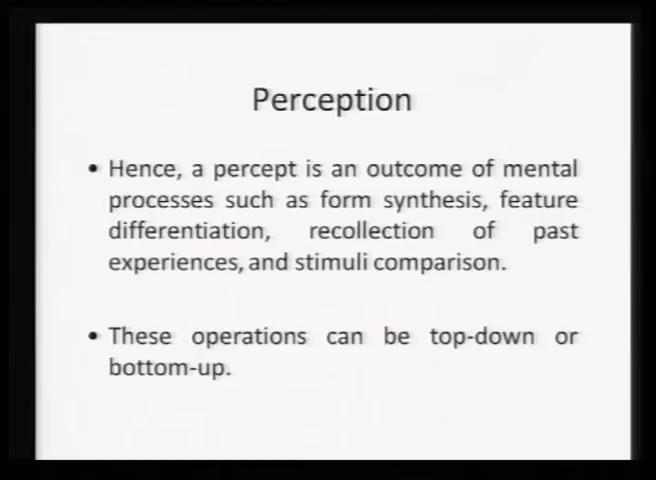 Perception
• Hence, a percept is an outcome of mental
processes such as form synthesis, feature
differentiation, recollection of past
experiences, and stimuli comparison.
• These operations can be top-down or
bottom-up.